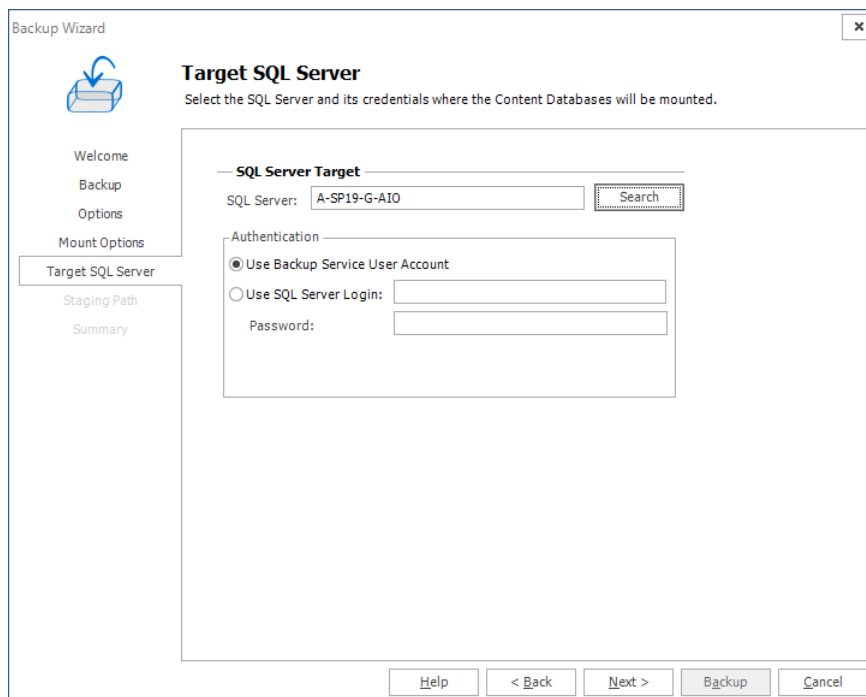 Backup Wizard
Target SQL Server
Select the SQL Server and its credentials where the Content Databases will be mounted.
Welcome
Backup
Options
Mount Options
Target SQL Server
Staging Path
Summary
SQL Server Target
SQL Server: A-SP19-G-AIO Search
Authentication
Use Backup Service User Account
Use SQL Server Login:
Password:
Help < Back Next > Backup Cancel